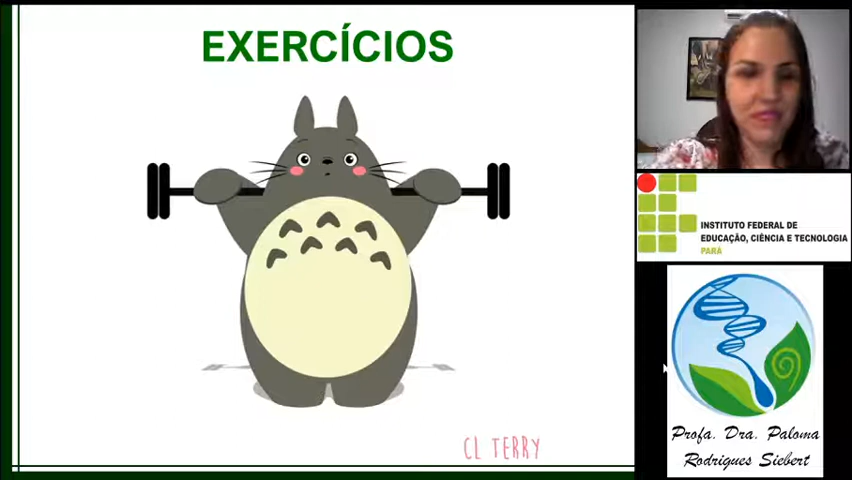 EXERCÍCIOS
CL TERRY
INSTITUTO FEDERAL DE
EDUCAÇÃO, CIÊNCIA E TECNOLOGIA
PARÁ
Profa. Dra. Paloma
Rodrigues Siebert